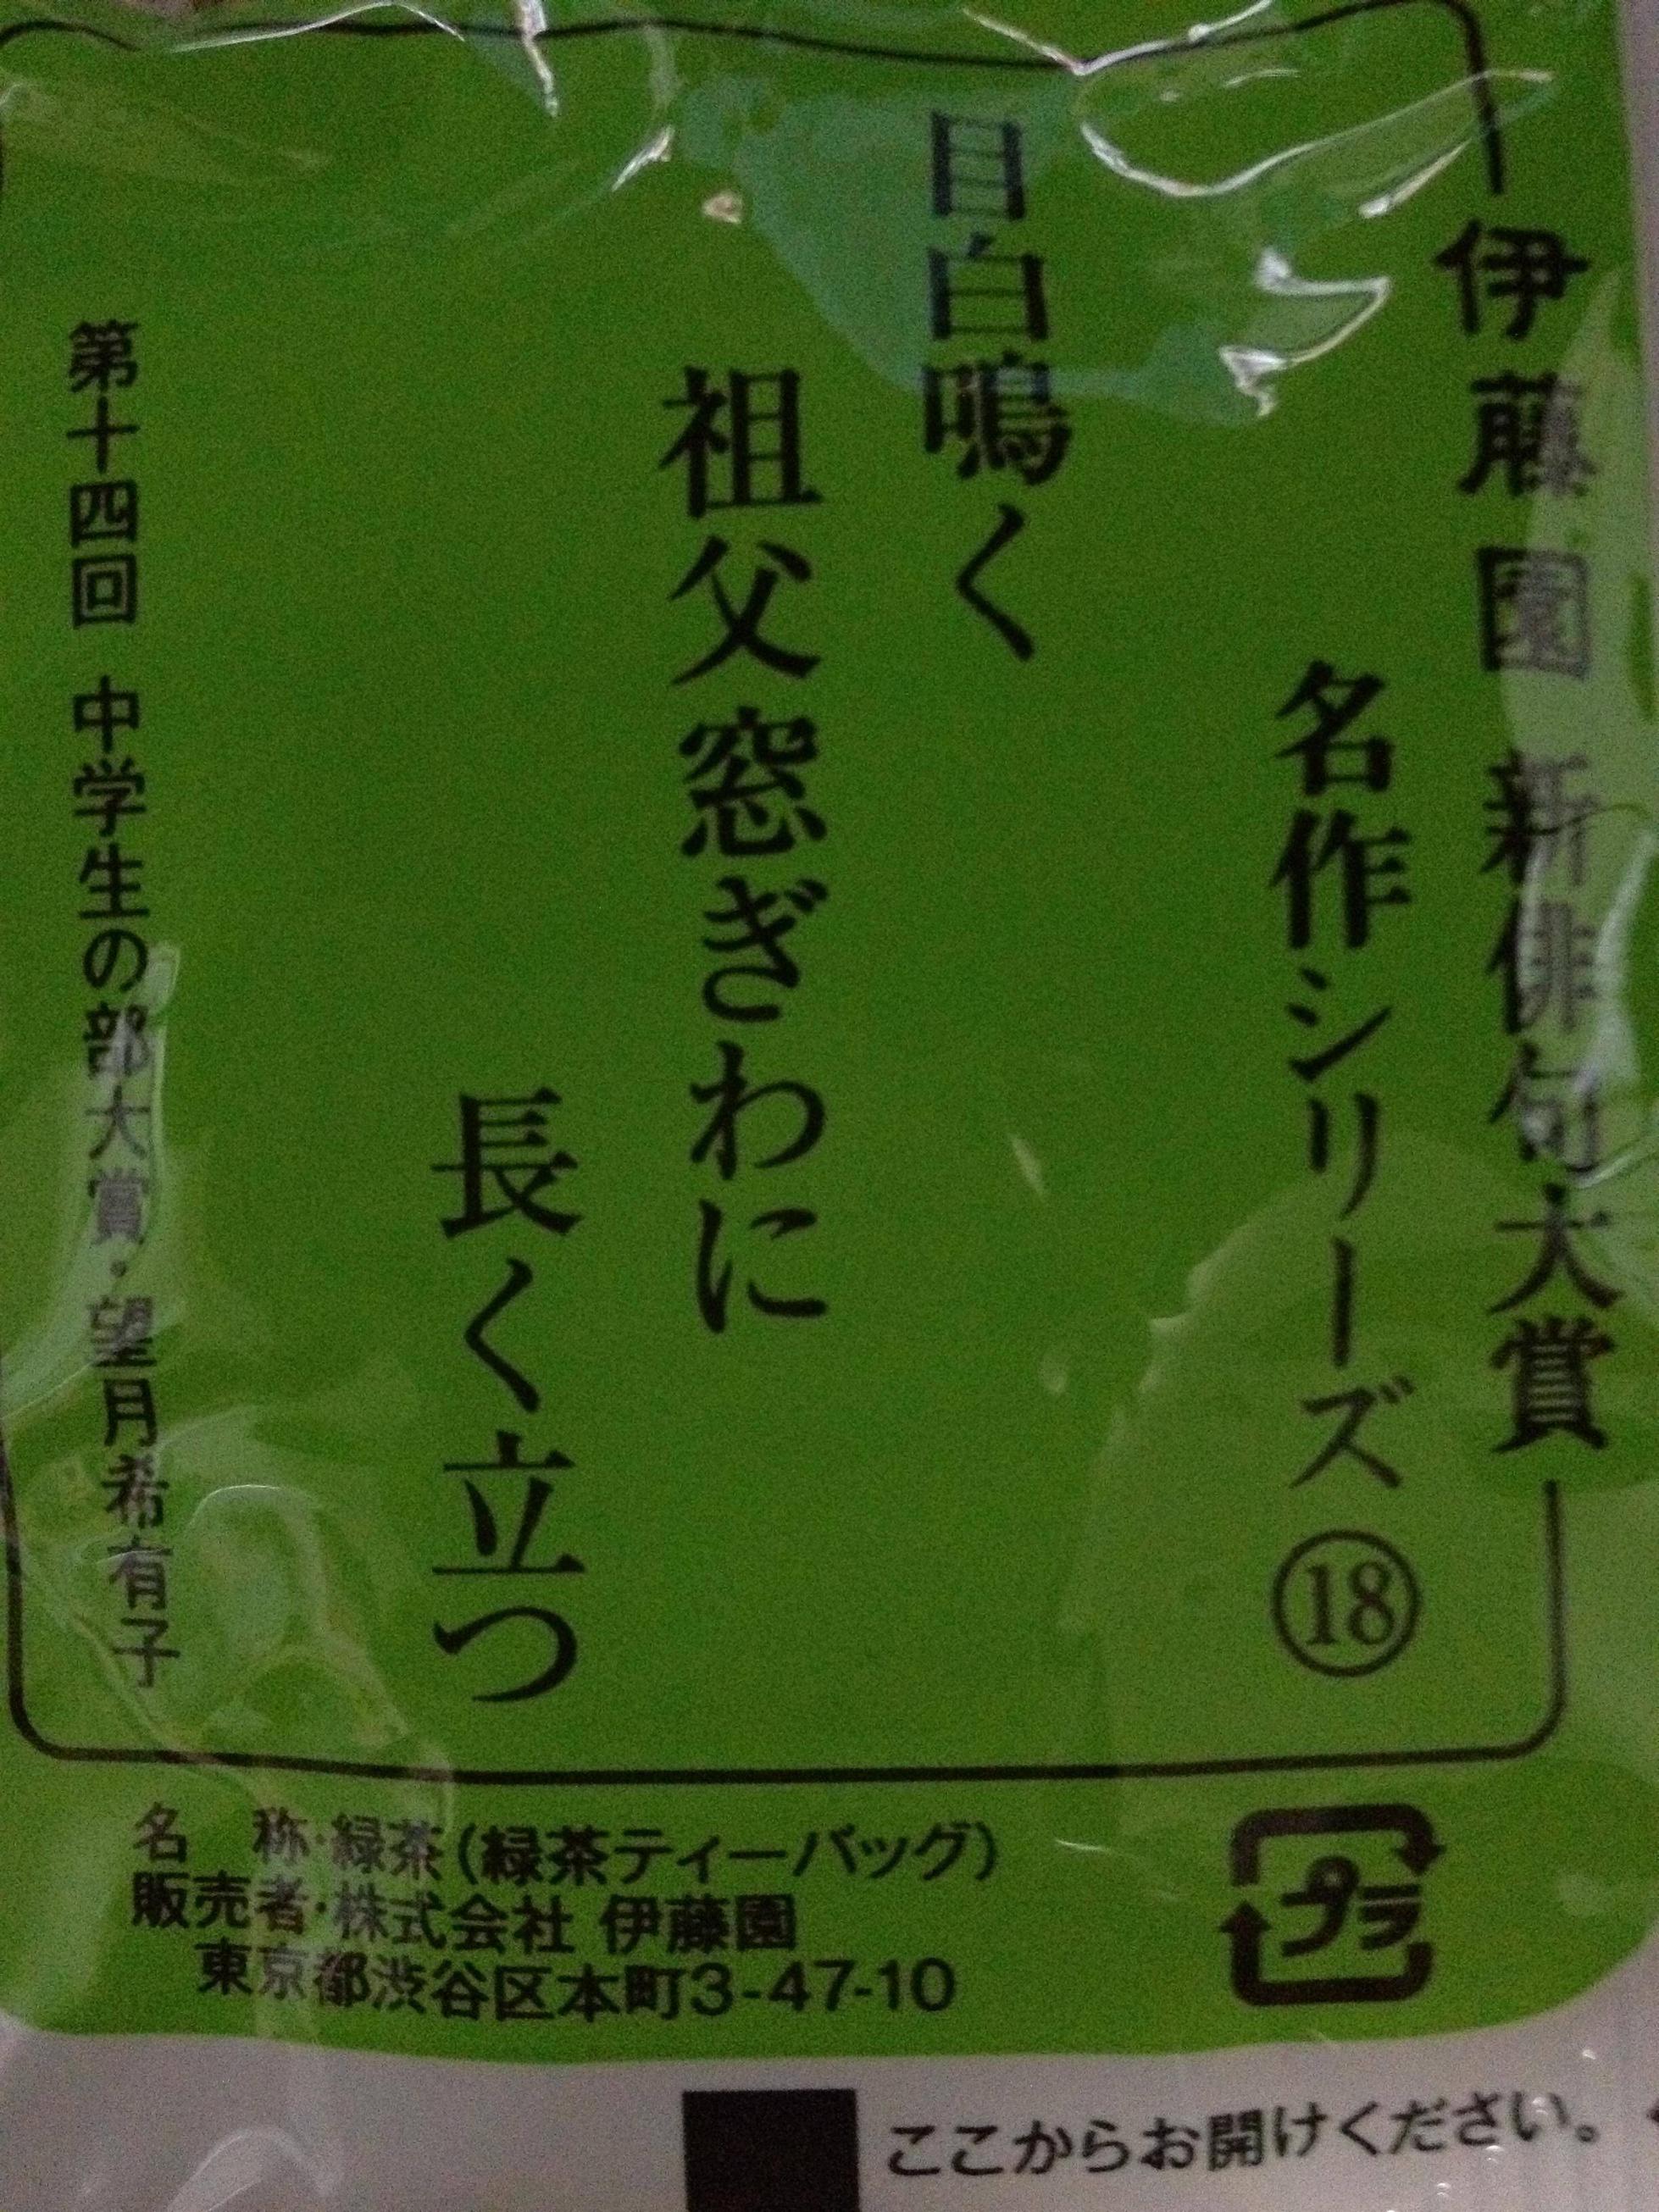 伊藤園 新俳句大賞
名作シリーズ⑱
目白鳴く
祖父窓ぎわに
長く立つ
第十四回 中学生の部大賞・望月希有子
名　称・緑茶(緑茶ティーバッグ)
販売者・株式会社 伊藤園
東京都渋谷区本町3-47-10
プラ
ここからお開けください。